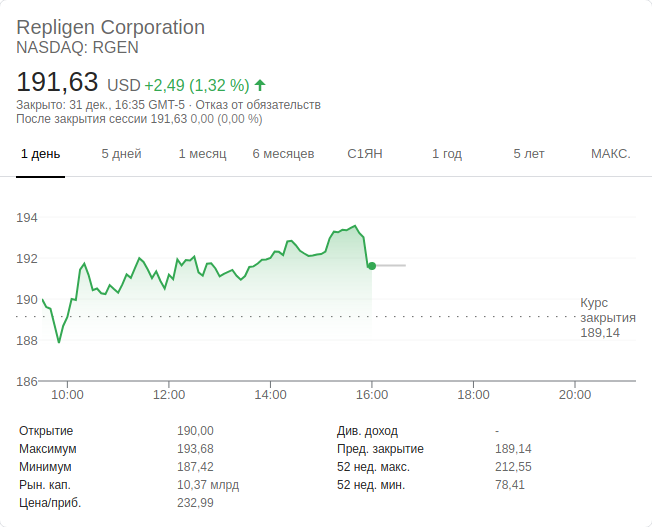 Repligen Corporation
NASDAQ: RGEN
191,63 USD +2,49 (1,32 %)
Закрыто: 31 дек., 16:35 GMT-5 · Отказ от обязательств
После закрытия сессии 191,63 0,00 (0,00 %)
1 день 5 дней 1 месяц 6 месяцев С1ЯН 1 год 5 лет МАКС.
194
192
190
188
186
Курс
закрытия
189,14
10:00 12:00 14:00 16:00 18:00 20:00
Открытие 190,00 Див. доход -
Максимум 193,68 Пред. закрытие 189,14
Минимум 187,42 52 нед. макс. 212,55
Рын. кап. 10,37 млрд 52 нед. мин. 78,41
Цена/приб. 232,99